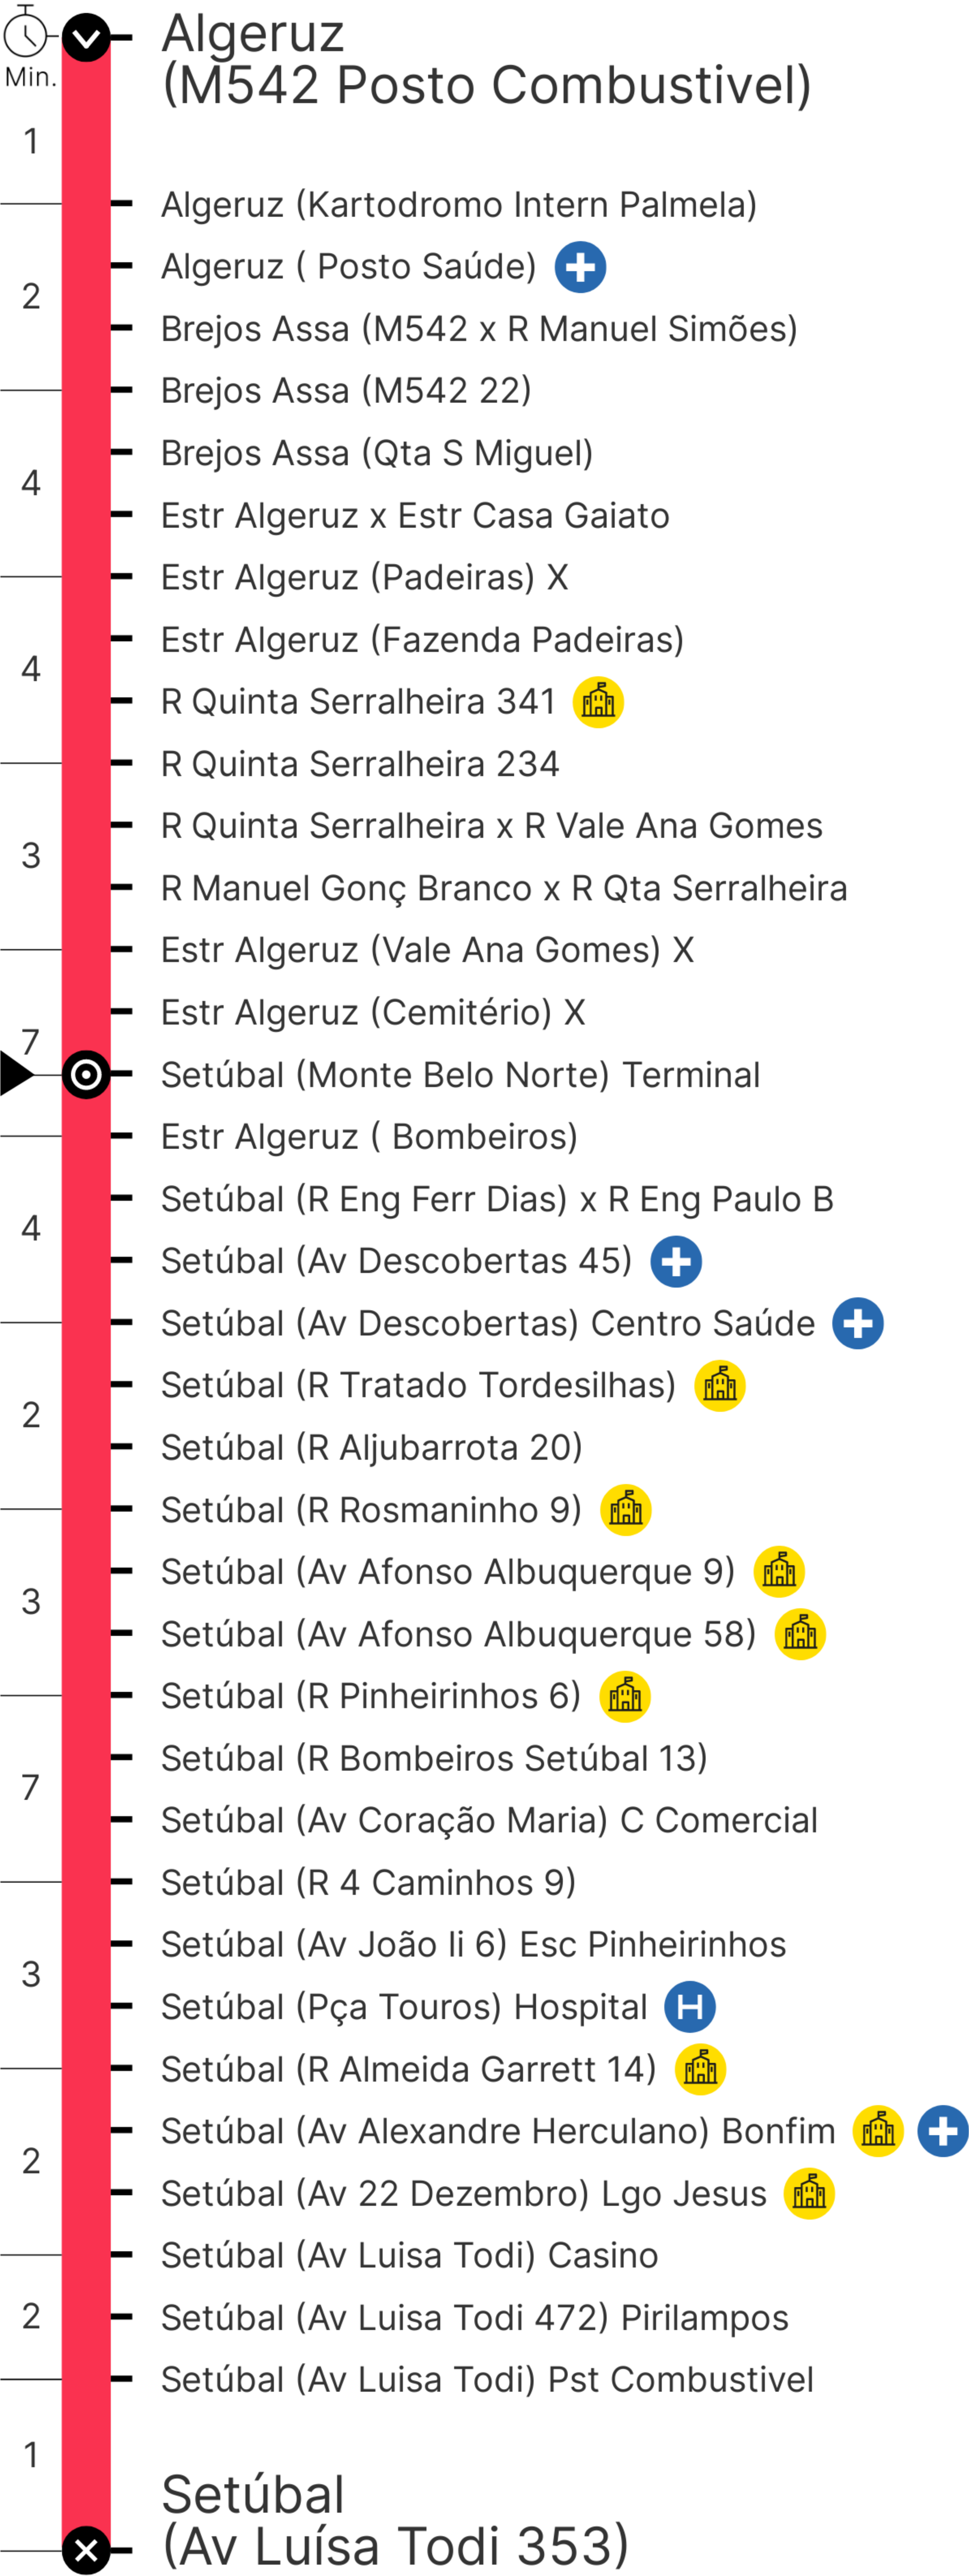 Algeruz
(M542 Posto Combustivel)
Min.
1
Algeruz (Kartodromo Intern Palmela)
Algeruz ( Posto Saúde)
2
Brejos Assa (M542 x R Manuel Simões)
Brejos Assa (M542 22)
Brejos Assa (Qta S Miguel)
4
Estr Algeruz x Estr Casa Gaiato
Estr Algeruz (Padeiras) X
Estr Algeruz (Fazenda Padeiras)
4
R Quinta Serralheira 341
R Quinta Serralheira 234
R Quinta Serralheira x R Vale Ana Gomes
3
R Manuel Gonç Branco x R Qta Serralheira
Estr Algeruz (Vale Ana Gomes) X
Estr Algeruz (Cemitério) X
7
Setúbal (Monte Belo Norte) Terminal
Estr Algeruz ( Bombeiros)
Setúbal (R Eng Ferr Dias) x R Eng Paulo B
4
Setúbal (Av Descobertas 45)
Setúbal (Av Descobertas) Centro Saúde
Setúbal (R Tratado Tordesilhas)
2
Setúbal (R Aljubarrota 20)
Setúbal (R Rosmaninho 9)
Setúbal (Av Afonso Albuquerque 9)
3
Setúbal (Av Afonso Albuquerque 58)
Setúbal (R Pinheirinhos 6)
Setúbal (R Bombeiros Setúbal 13)
7
Setúbal (Av Coração Maria) C Comercial
Setúbal (R 4 Caminhos 9)
Setúbal (Av João Ii 6) Esc Pinheirinhos
3
Setúbal (Pça Touros) Hospital H
Setúbal (R Almeida Garrett 14)
Setúbal (Av Alexandre Herculano) Bonfim
2
Setúbal (Av 22 Dezembro) Lgo Jesus
Setúbal (Av Luisa Todi) Casino
2
Setúbal (Av Luisa Todi 472) Pirilampos
Setúbal (Av Luisa Todi) Pst Combustivel
1
Setúbal
(Av Luísa Todi 353)